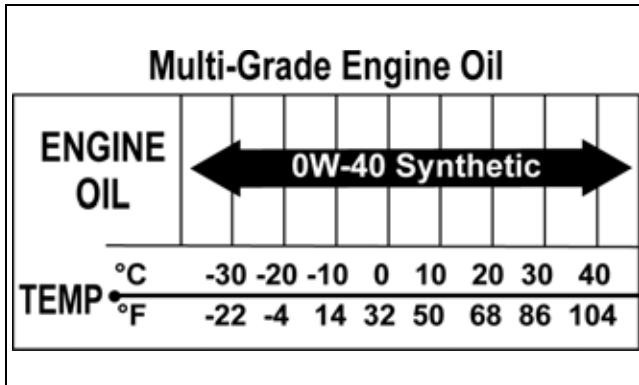 Multi-Grade Engine Oil
ENGINE
OIL
0W-40 Synthetic
°C -30 -20 -10 0 10 20 30 40
TEMP
°F -22 -4 14 32 50 68 86 104